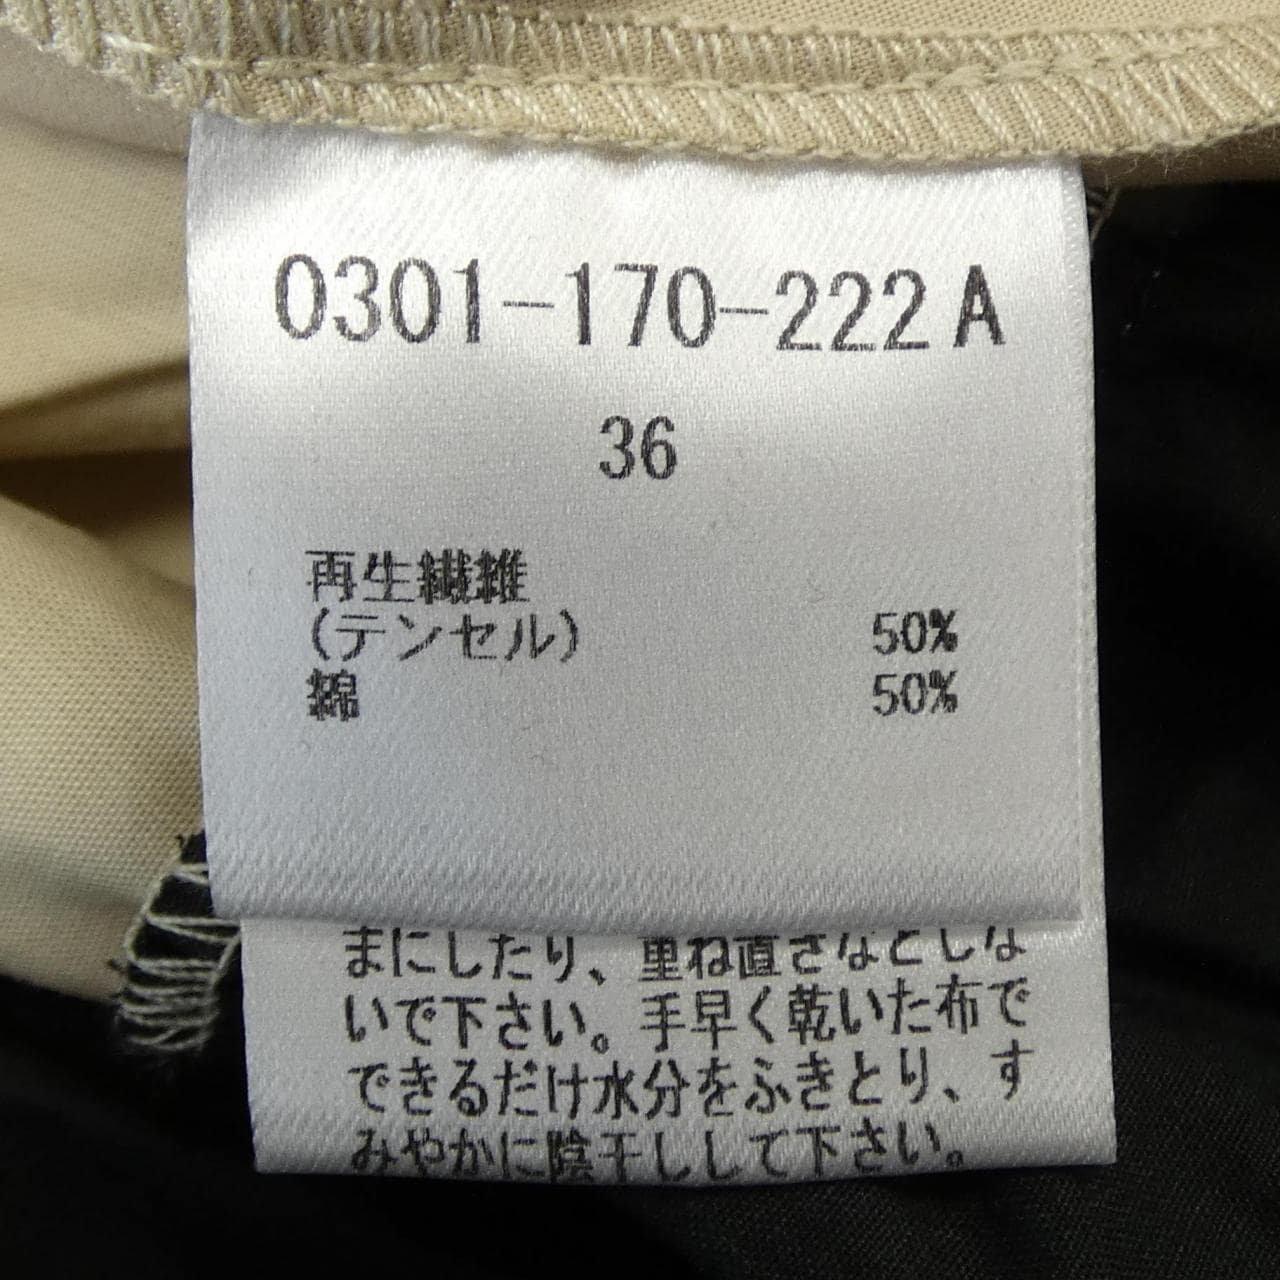 0301-170-222A
36
再生繊維
(テンセル) 50%
綿 50%
まにしたり、重ね直さなどしな
いで下さい。手早く乾いた布で
できるだけ水分をふきとり、す
みやかに陰干しして下さい。